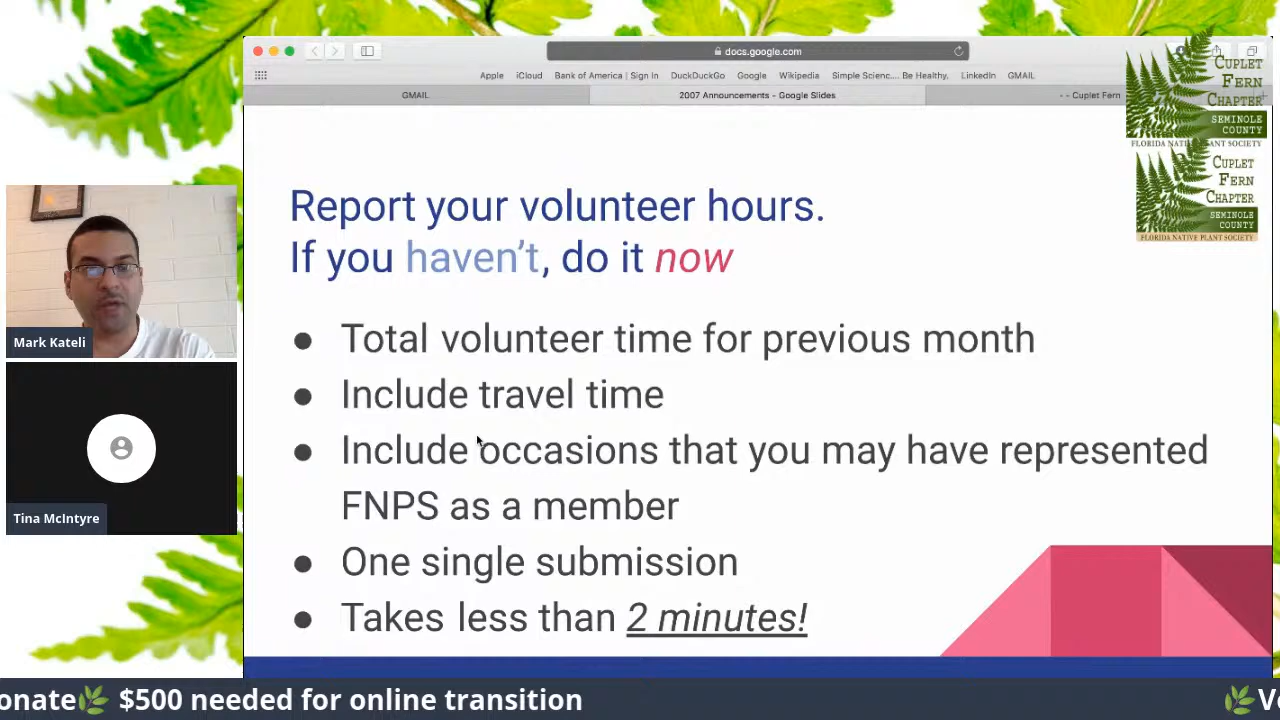 docs.google.com
Apple iCloud Bank of America | Sign In DuckDuckGo Google Wikipedia Simple Scienc.... Be Healthy. LinkedIn GMAIL
GMAIL 2007 Announcements - Google Slides - - Cuplet Fern
CUPLET
FERN
CHAPTER
SEMINOLE
COUNTY
FLORIDA NATIVE PLANT SOCIETY
CUPLET
FERN
CHAPTER
SEMINOLE
COUNTY
FLORIDA NATIVE PLANT SOCIETY
Report your volunteer hours.
If you haven't, do it now
● Total volunteer time for previous month
● Include travel time
● Include occasions that you may have represented
FNPS as a member
● One single submission
● Takes less than 2 minutes!
Mark Kateli
Tina McIntyre
onate🌿 $500 needed for online transition